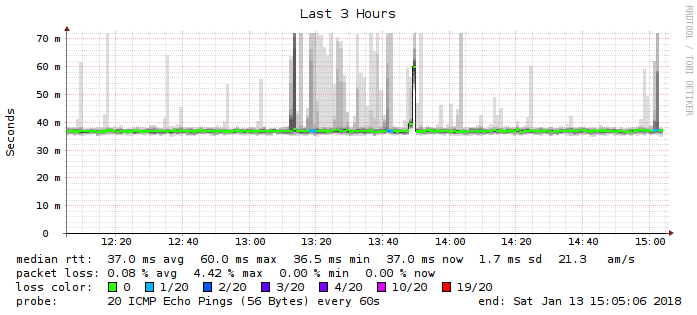 Last 3 Hours
RRDTOOL / TOBI OETIKER
Seconds
70 m
60 m
50 m
40 m
30 m
20 m
10 m
0
12:20 12:40 13:00 13:20 13:40 14:00 14:20 14:40 15:00
median rtt: 37.0 ms avg 60.0 ms max 36.5 ms min 37.0 ms now 1.7 ms sd 21.3 am/s
packet loss: 0.08 % avg 4.42 % max 0.00 % min 0.00 % now
loss color: 0 1/20 2/20 3/20 4/20 10/20 19/20
probe: 20 ICMP Echo Pings (56 Bytes) every 60s end: Sat Jan 13 15:05:06 2018